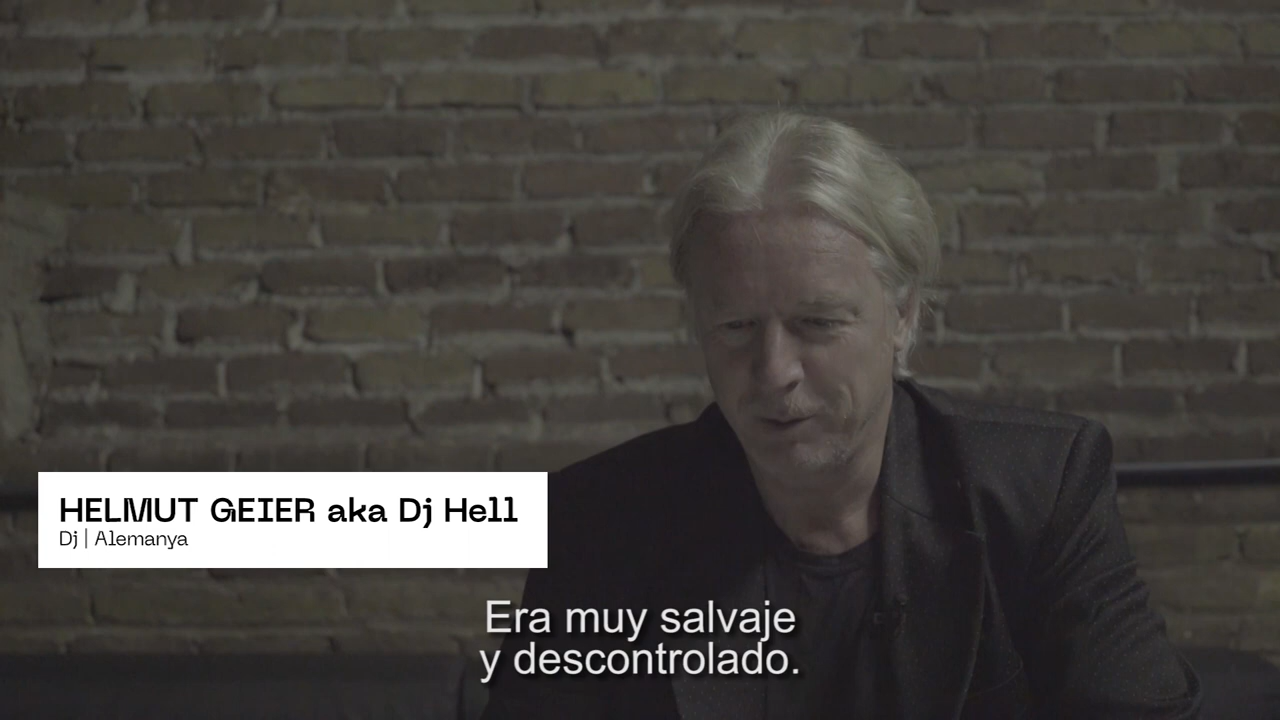 HELMUT GEIER aka Dj Hell
Dj | Alemanya
Era muy salvaje
y descontrolado.